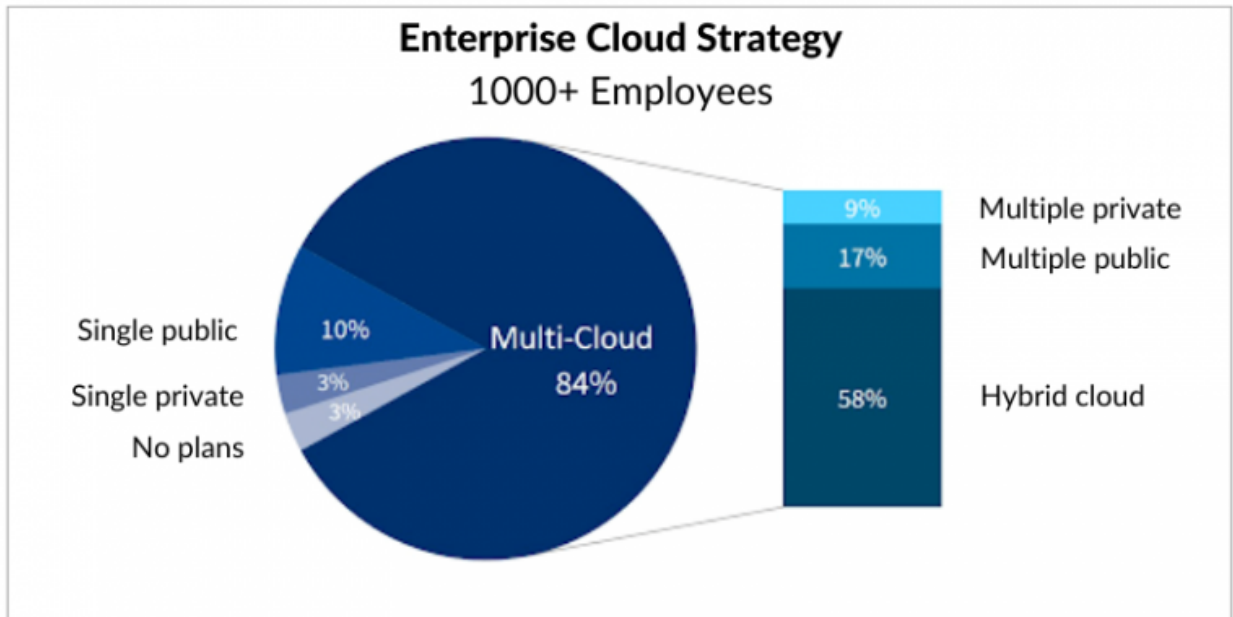 Enterprise Cloud Strategy
1000+ Employees
9%
Multiple private
17%
Multiple public
Single public
10%
Multi-Cloud
84%
3%
Single private
58%
Hybrid cloud
3%
No plans